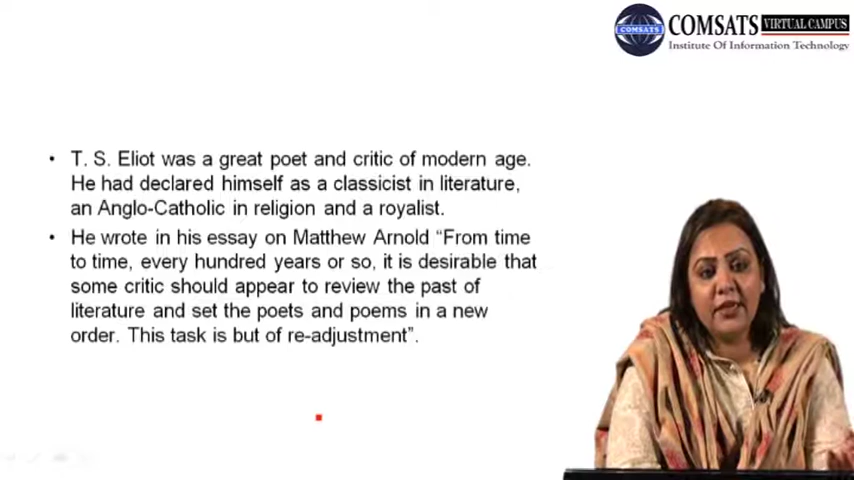 COMSATS
COMSATS VIRTUAL CAMPUS
Institute Of Information Technology
• T. S. Eliot was a great poet and critic of modern age.
He had declared himself as a classicist in literature,
an Anglo-Catholic in religion and a royalist.
• He wrote in his essay on Matthew Arnold “From time
to time, every hundred years or so, it is desirable that
some critic should appear to review the past of
literature and set the poets and poems in a new
order. This task is but of re-adjustment”.